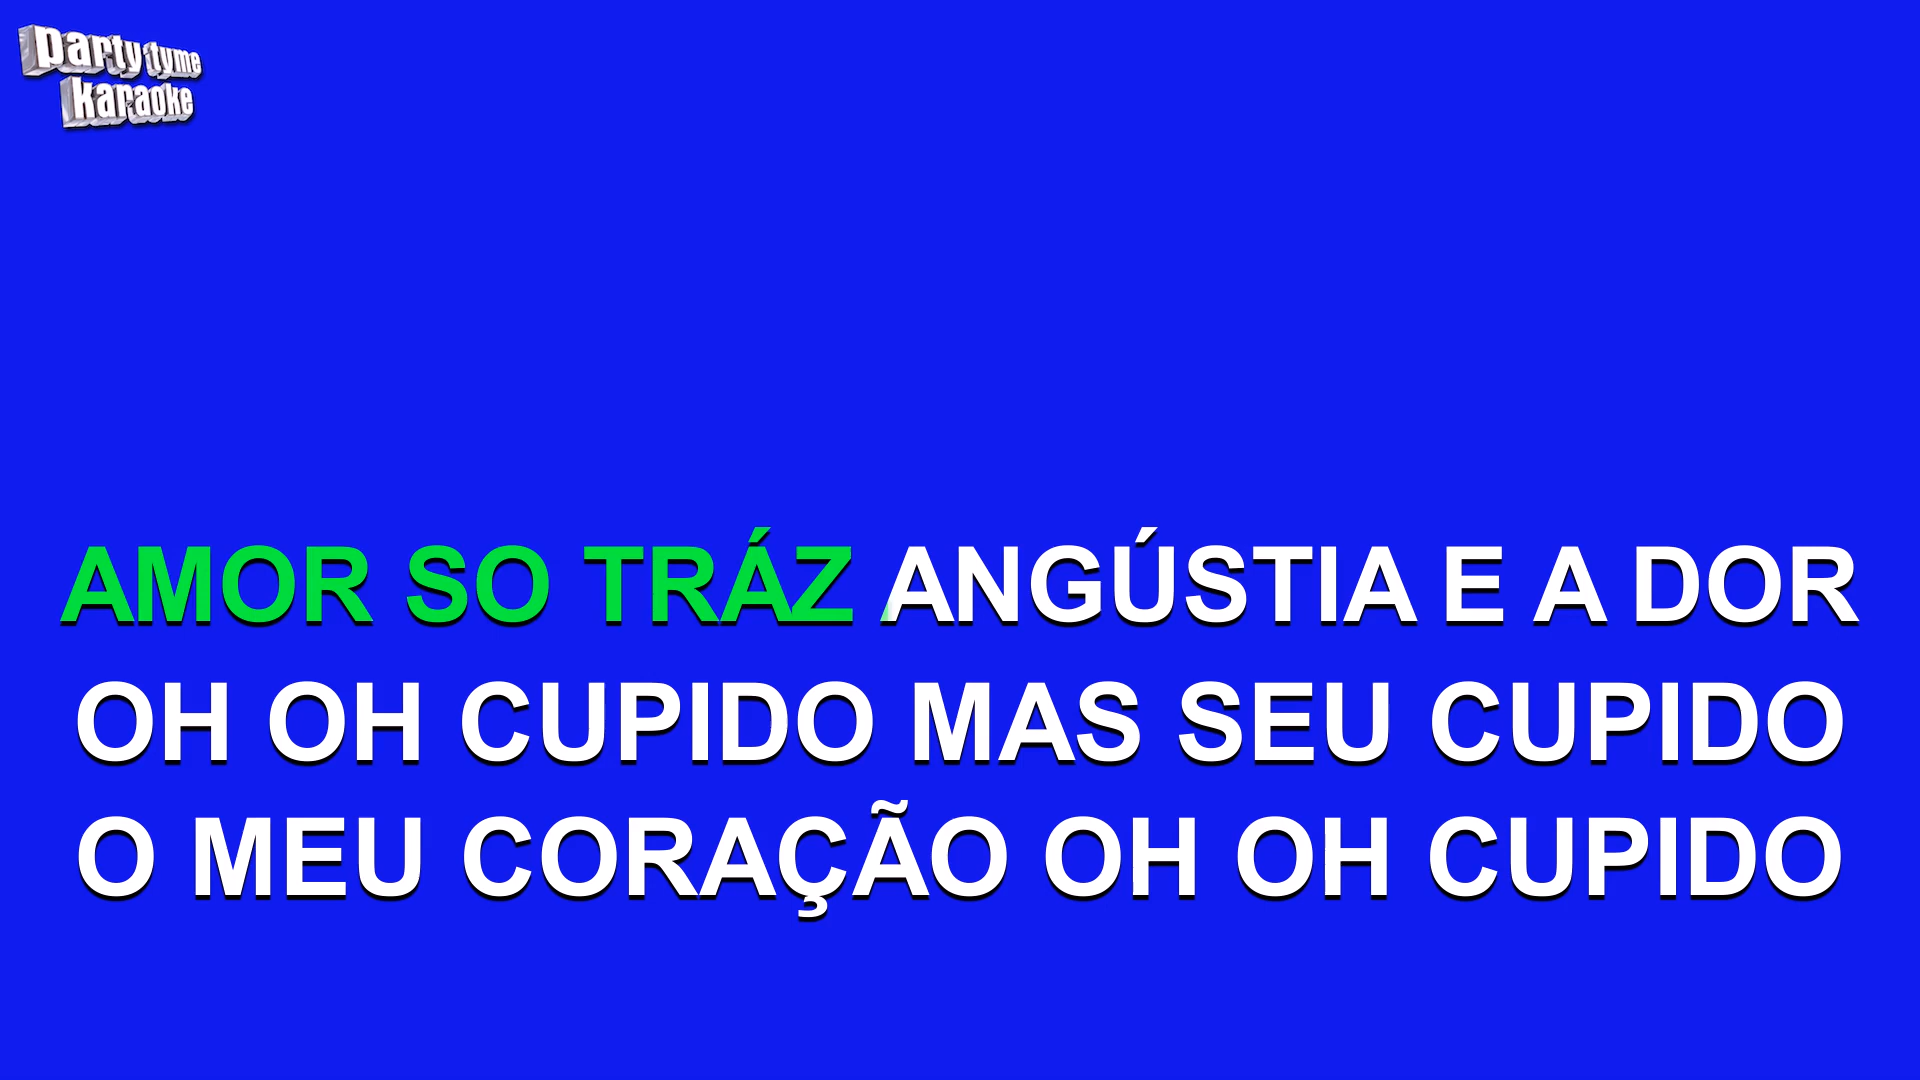 party tyme
karaoke
AMOR SO TRÁZ ANGÚSTIA E A DOR
OH OH CUPIDO MAS SEU CUPIDO
O MEU CORAÇÃO OH OH CUPIDO